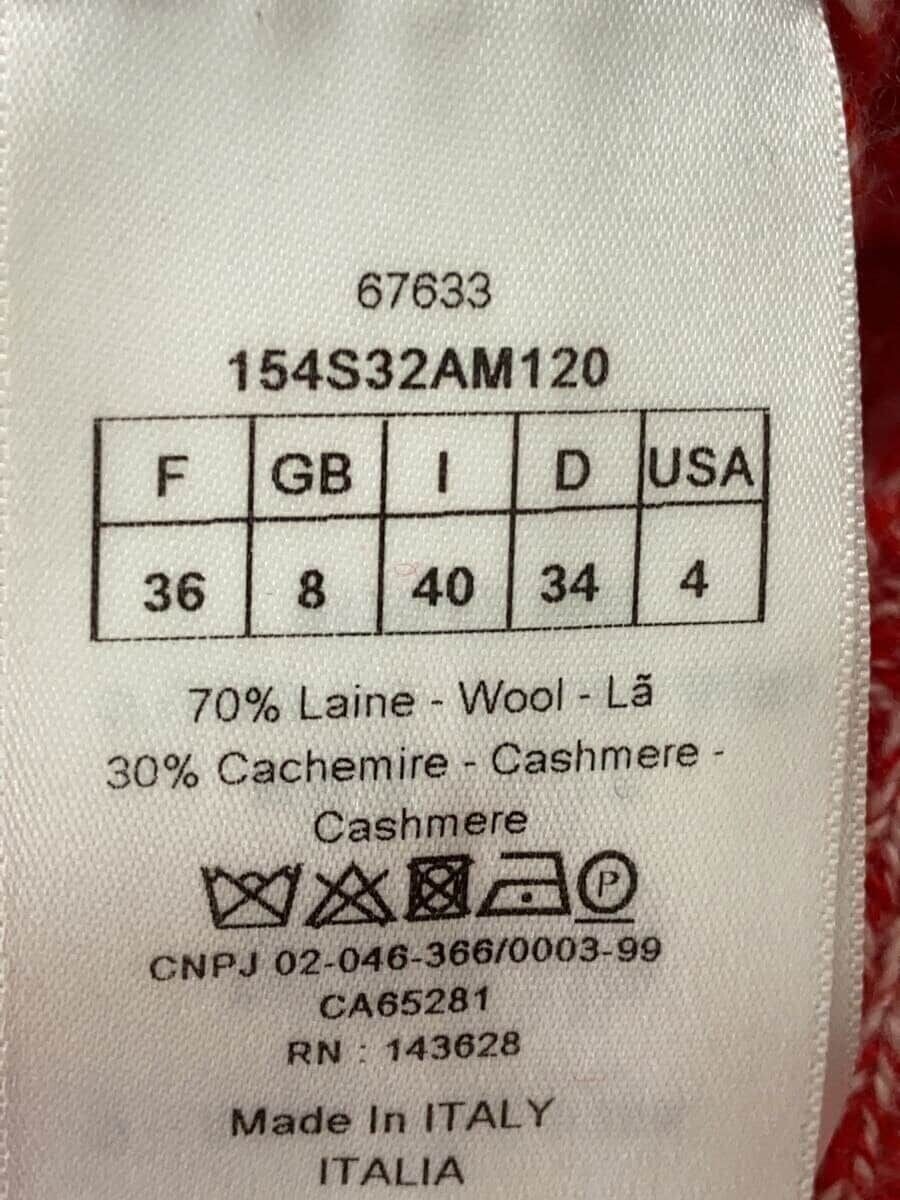 67633
154S32AM120
F GB I D USA
36 8 40 34 4
70% Laine - Wool - Lã
30% Cachemire - Cashmere -
Cashmere
P
CNPJ 02-046-366/0003-99
CA65281
RN : 143628
Made In ITALY
ITALIA